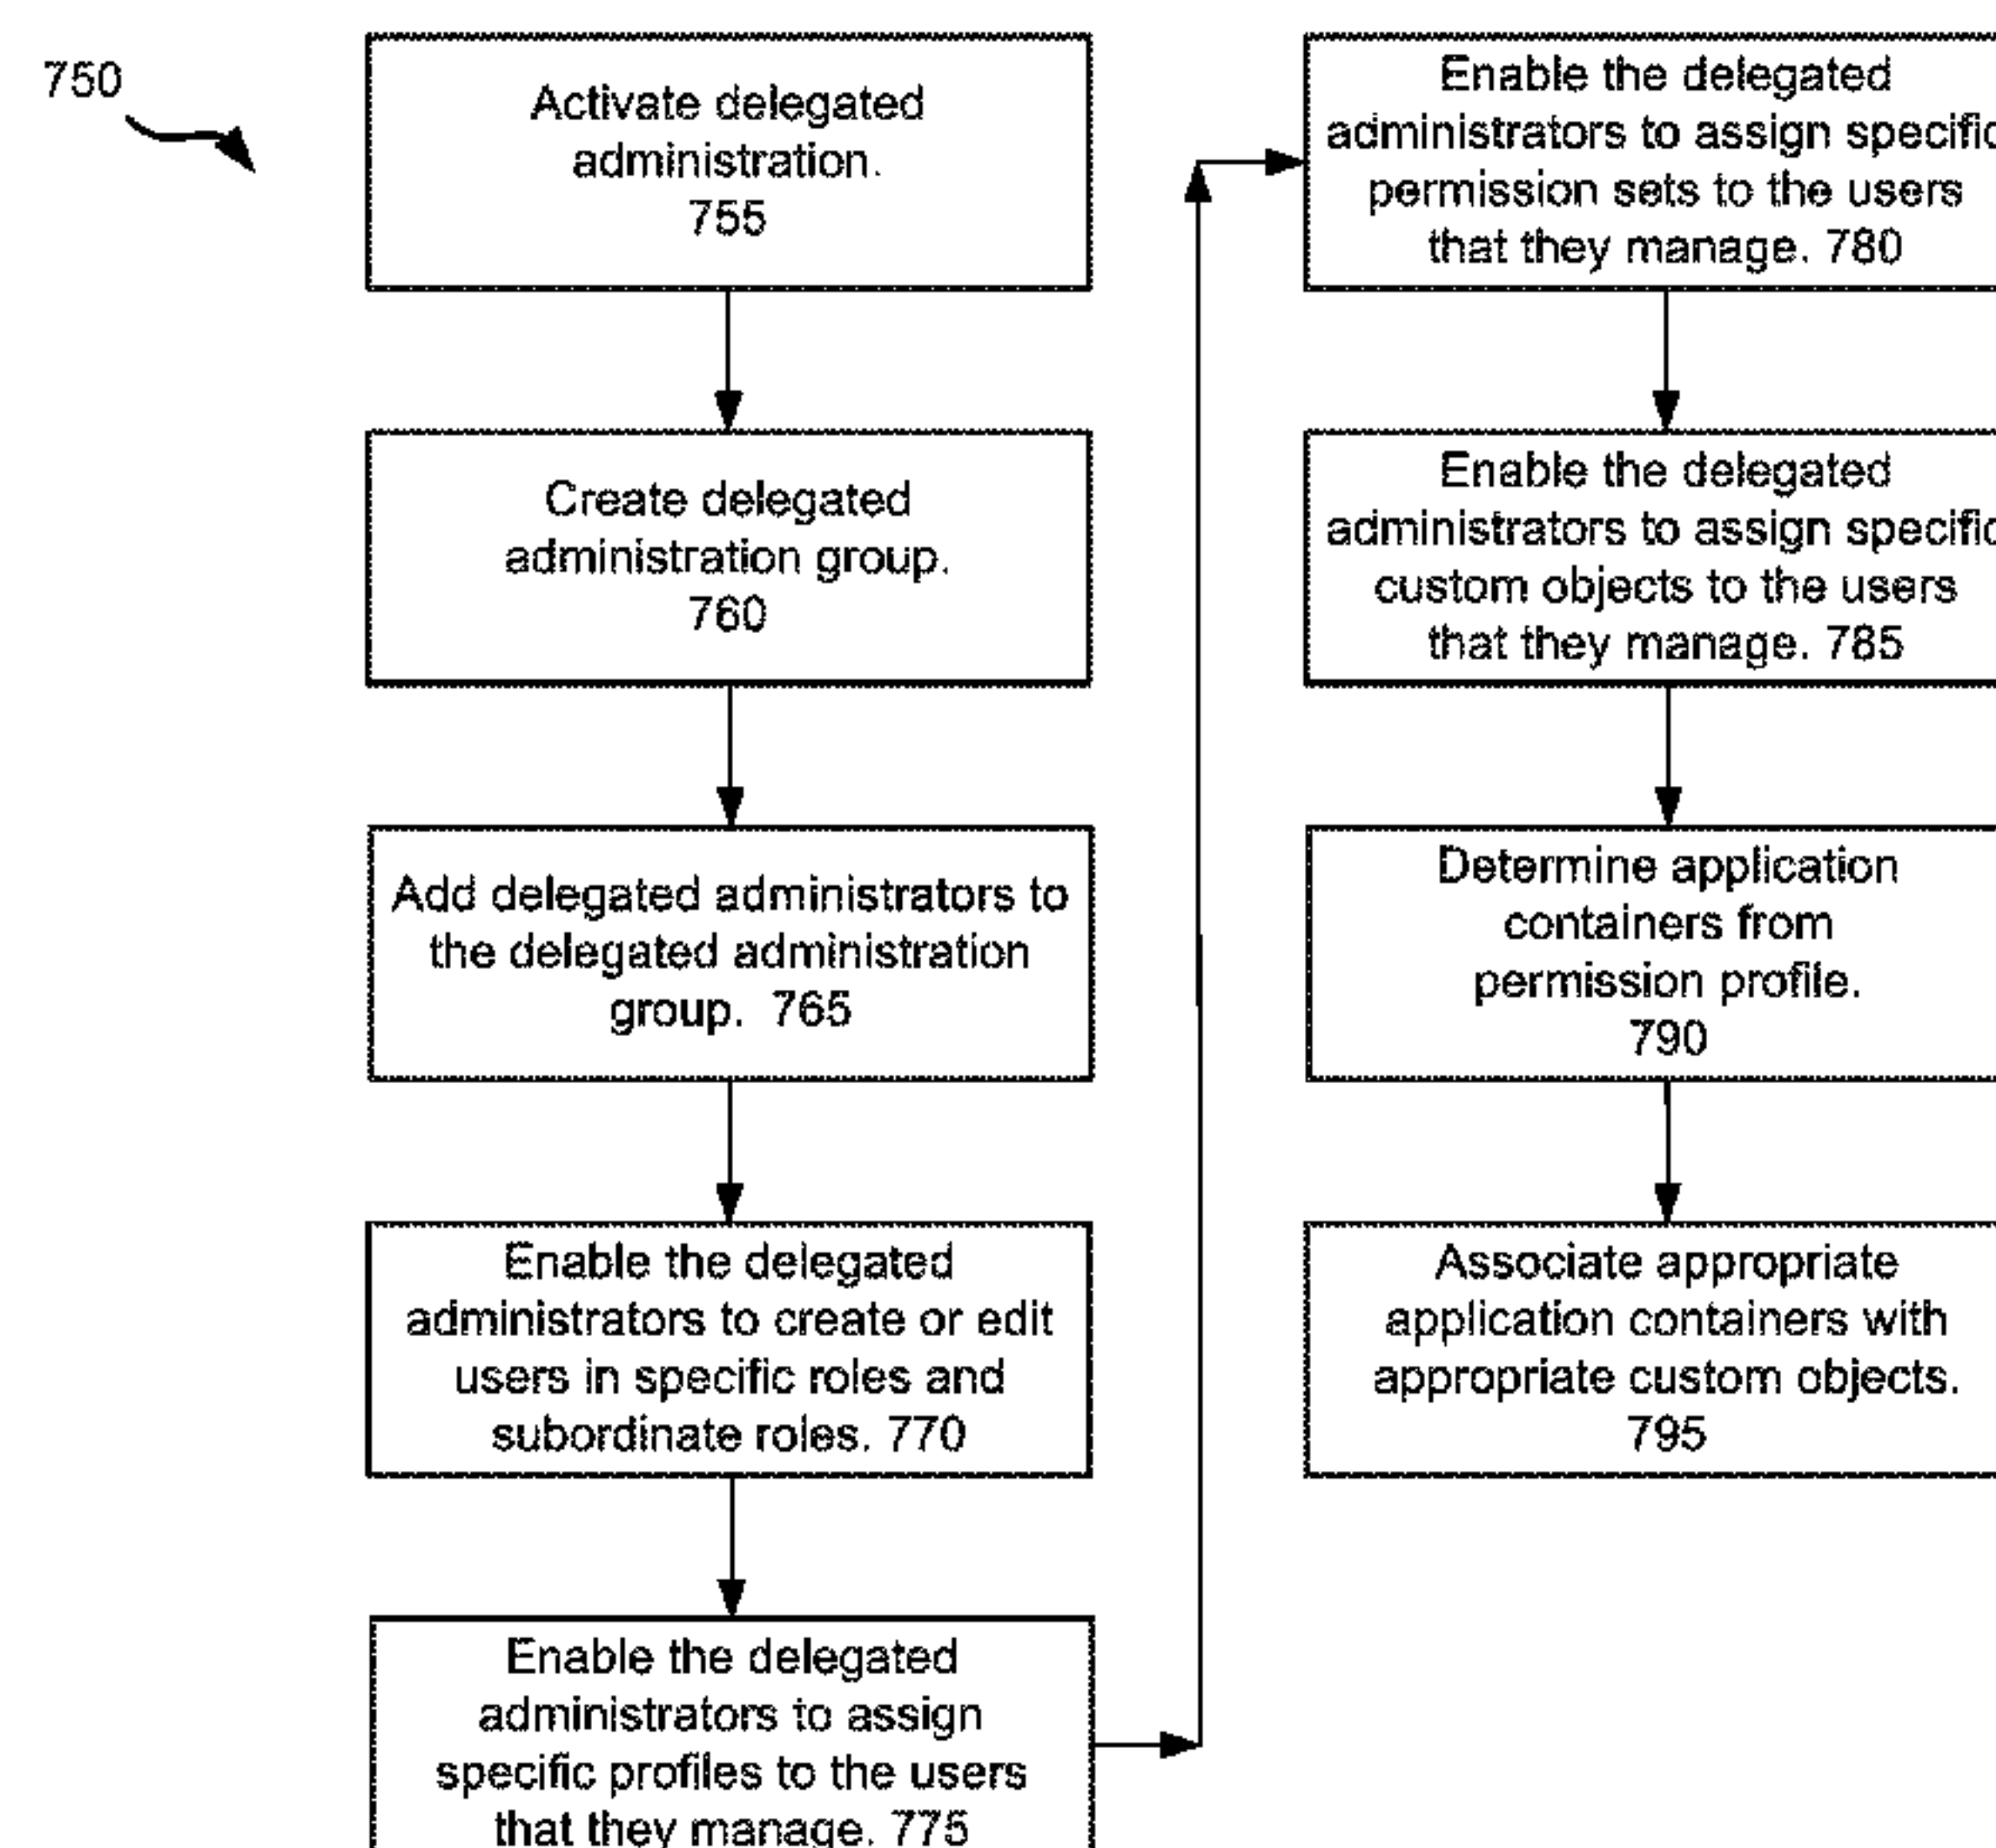 750
Activate delegated
administration.
755
Create delegated
administration group.
760
Add delegated administrators to
the delegated administration
group. 765
Enable the delegated
administrators to create or edit
users in specific roles and
subordinate roles. 770
Enable the delegated
administrators to assign
specific profiles to the users
that they manage. 775
Enable the delegated
administrators to assign specific
permission sets to the users
that they manage. 780
Enable the delegated
administrators to assign specific
custom objects to the users
that they manage. 785
Determine application
containers from
permission profile.
790
Associate appropriate
application containers with
appropriate custom objects.
795